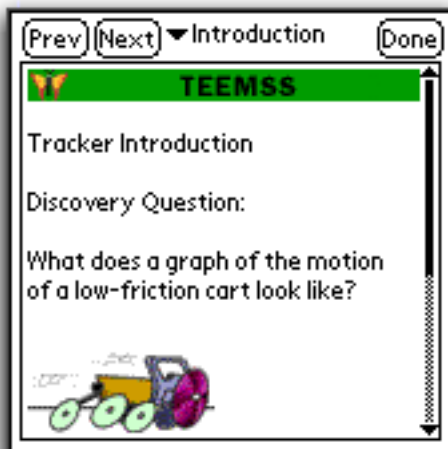 Prev Next Introduction Done
TEEMSS
Tracker Introduction
Discovery Question:
What does a graph of the motion
of a low-friction cart look like?